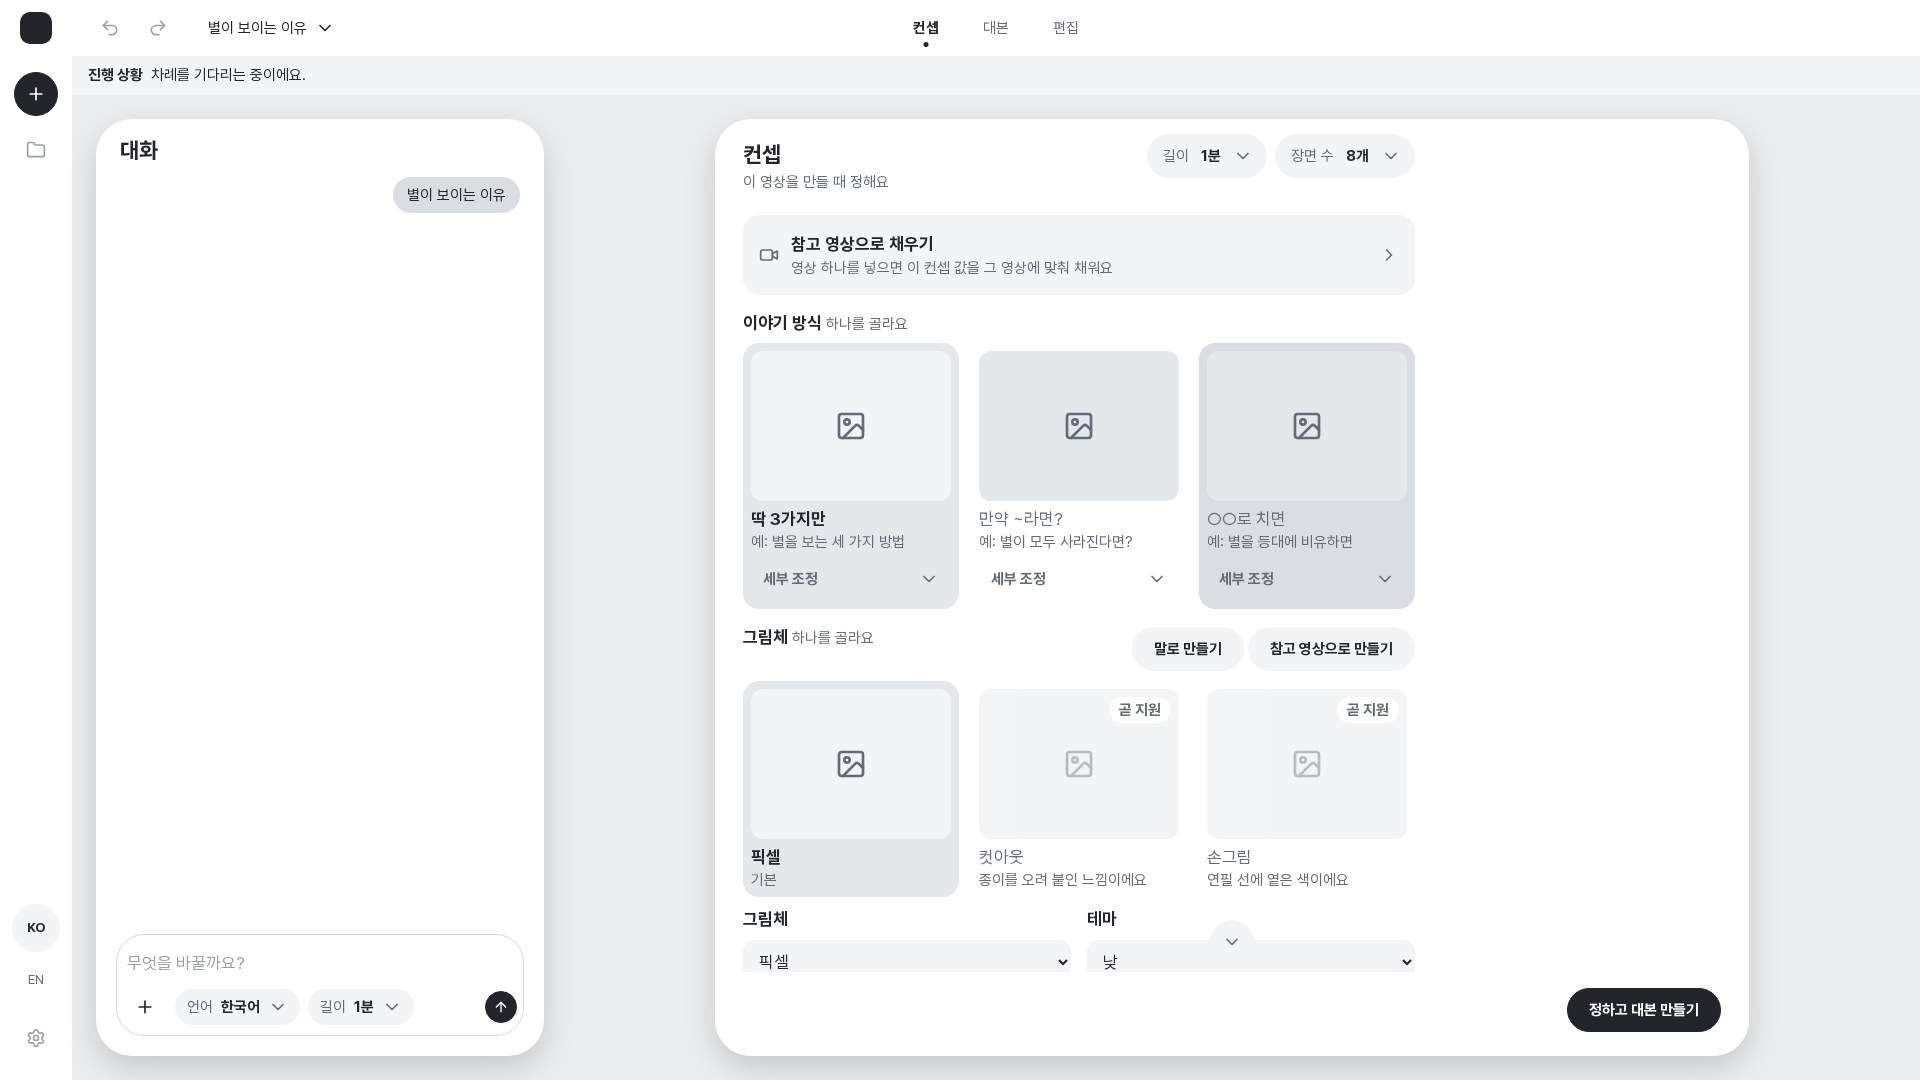 별이 보이는 이유
컨셉
대본
편집
진행 상황 차례를 기다리는 중이에요.
대화
별이 보이는 이유
무엇을 바꿀까요?
언어 한국어
길이 1분
KO
EN
컨셉
이 영상을 만들 때 정해요
길이 1분
장면 수 8개
참고 영상으로 채우기
영상 하나를 넣으면 이 컨셉 값을 그 영상에 맞춰 채워요
이야기 방식 하나를 골라요
딱 3가지만
예: 별을 보는 세 가지 방법
세부 조정
만약 ~라면?
예: 별이 모두 사라진다면?
세부 조정
○○로 치면
예: 별을 등대에 비유하면
세부 조정
그림체 하나를 골라요
말로 만들기
참고 영상으로 만들기
픽셀
기본
곧 지원
컷아웃
종이를 오려 붙인 느낌이에요
곧 지원
손그림
연필 선에 옅은 색이에요
그림체
픽셀
테마
낮
정하고 대본 만들기